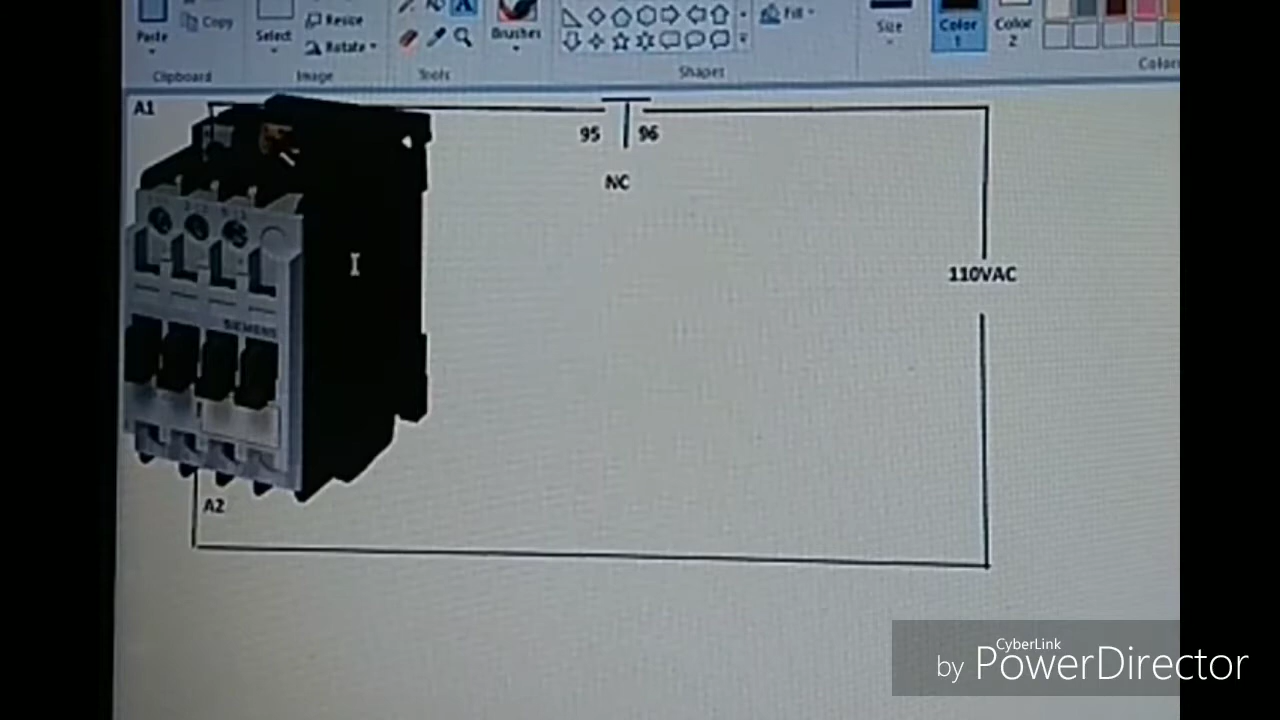 Paste
Copy
Select
Resize
Rotate
A
Brushes
Fill
Size
Color
1
Color
2
Clipboard
Image
Tools
Shapes
Color
A1
95
96
NC
SIEMENS
110VAC
A2
CyberLink
by PowerDirector